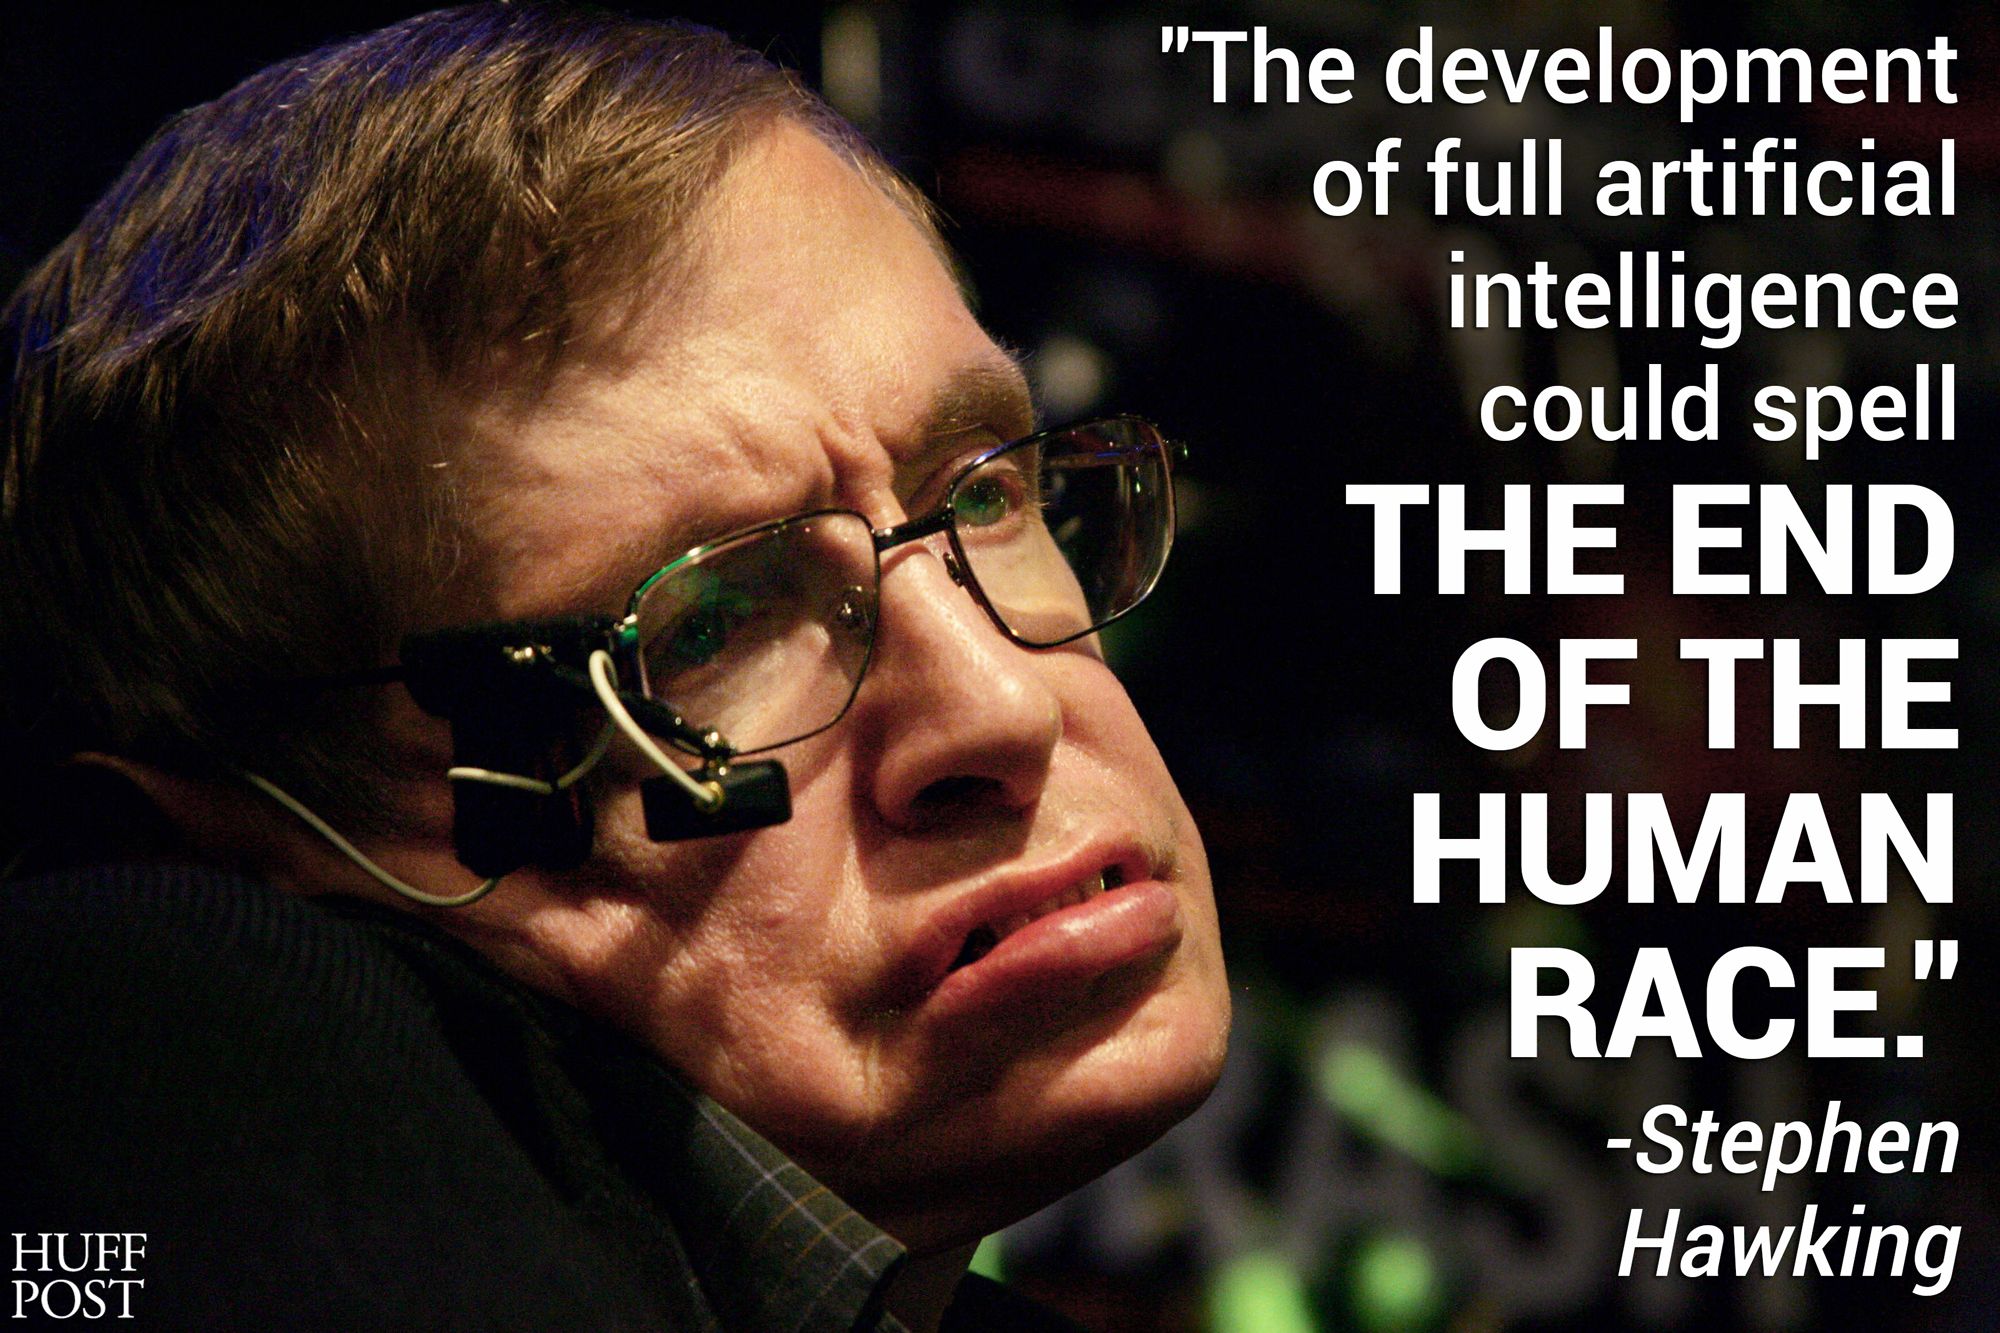 "The development
of full artificial
intelligence
could spell
THE END
OF THE
HUMAN
RACE."
-Stephen
Hawking
HUFF
POST